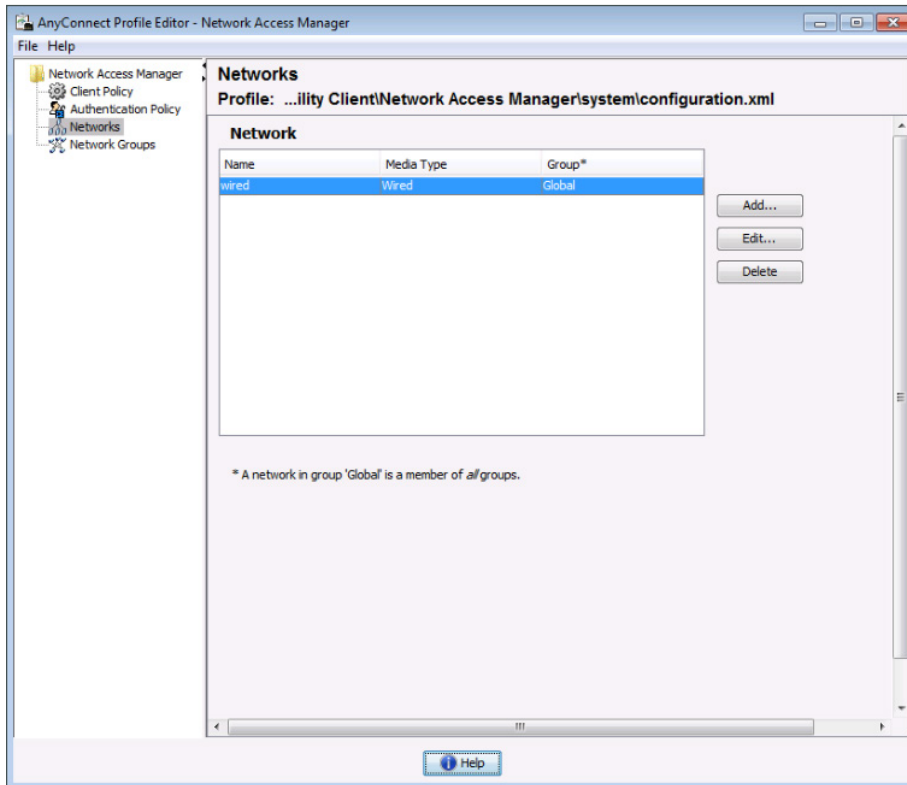 AnyConnect Profile Editor - Network Access Manager
File Help
Network Access Manager
Client Policy
Authentication Policy
Networks
Network Groups
Networks
Profile: ...ility Client\Network Access Manager\system\configuration.xml
Network
Name Media Type Group*
wired Wired Global
Add...
Edit...
Delete
* A network in group 'Global' is a member of all groups.
Help